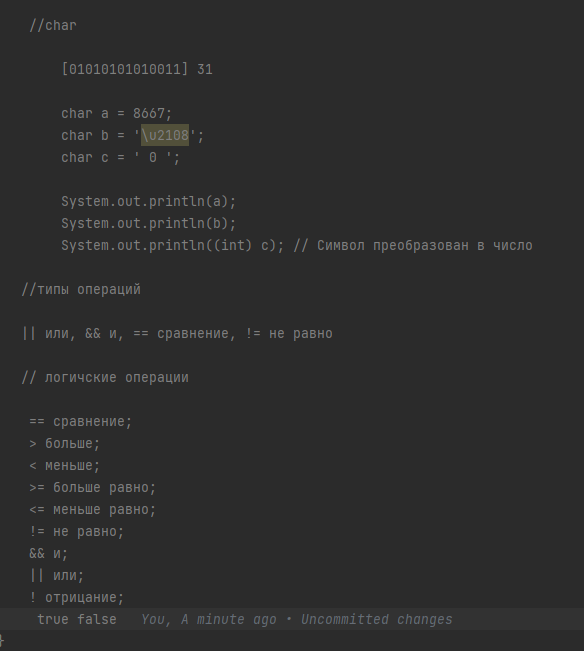 //char
[01010101010011] 31
char a = 8667;
char b = '\u2108';
char c = ' 0 ';
System.out.println(a);
System.out.println(b);
System.out.println((int) c); // Символ преобразован в число
//типы операций
|| или, && и, == сравнение, != не равно
// логичские операции
== сравнение;
> больше;
< меньше;
>= больше равно;
<= меньше равно;
!= не равно;
&& и;
|| или;
! отрицание;
true false You, A minute ago • Uncommitted changes
}